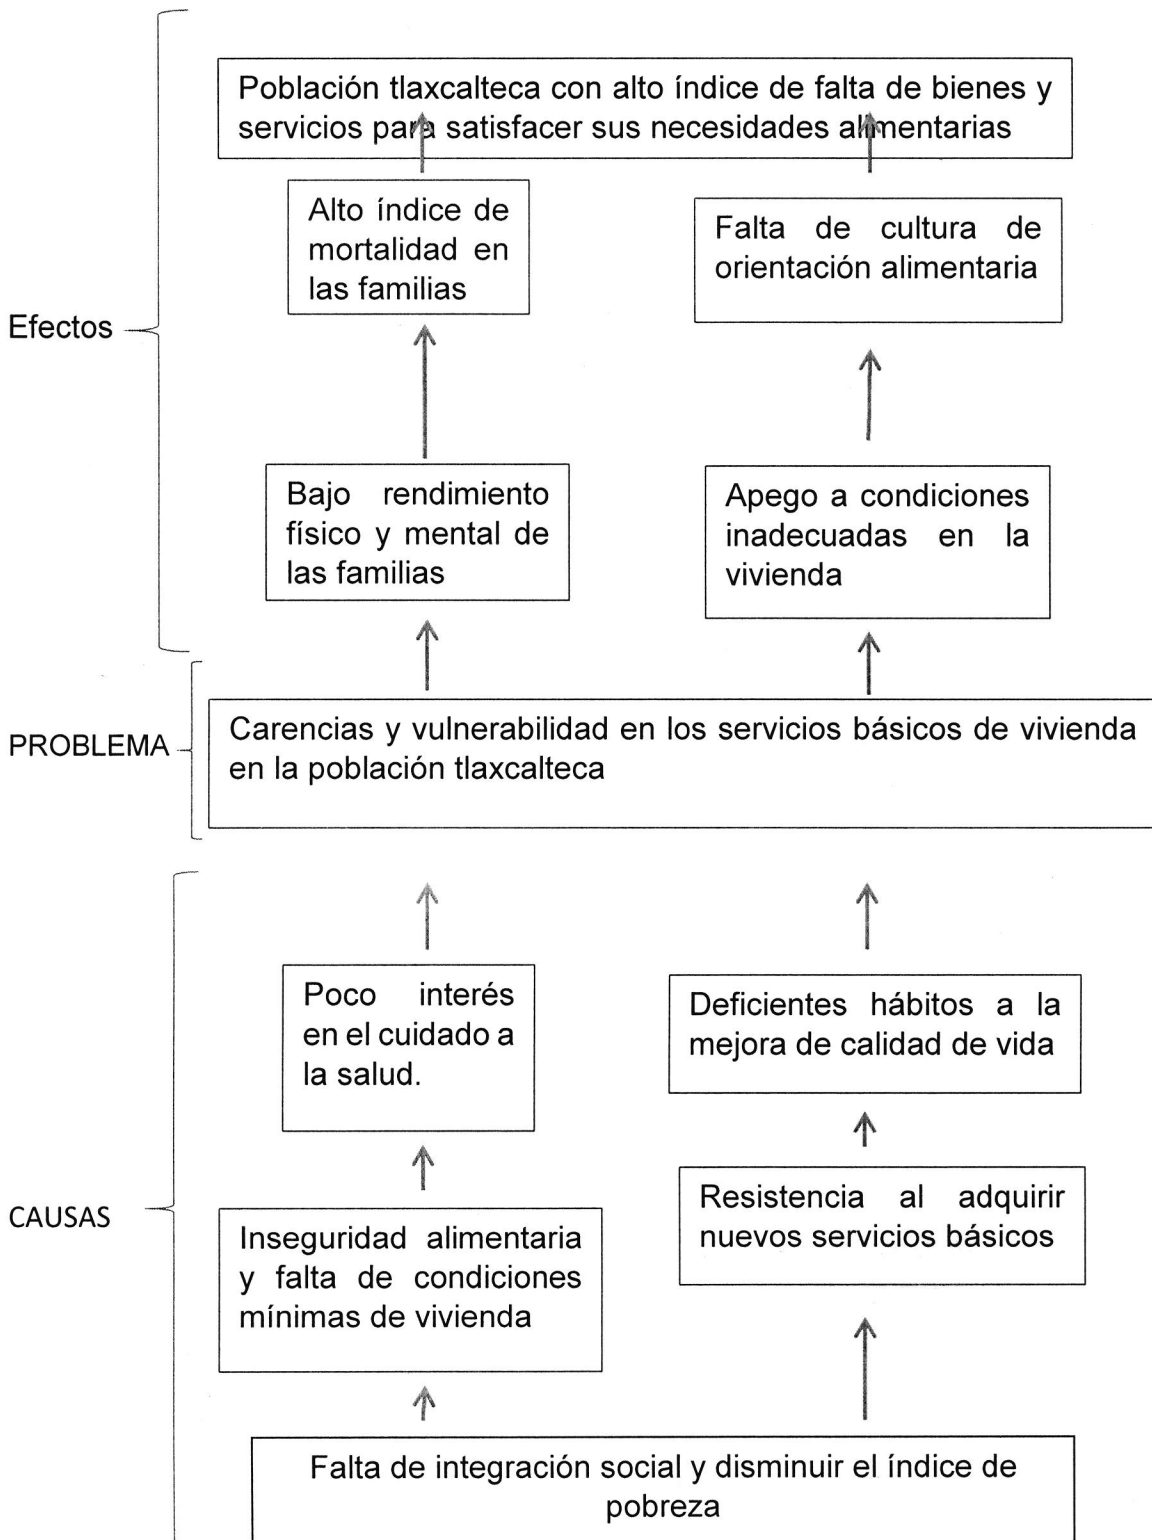 Población tlaxcalteca con alto índice de falta de bienes y
servicios para satisfacer sus necesidades alimentarias
Alto índice de
mortalidad en
las familias
Falta de cultura de
orientación alimentaria
Efectos
Bajo rendimiento
físico y mental de
las familias
Apego a condiciones
inadecuadas en la
vivienda
PROBLEMA
Carencias y vulnerabilidad en los servicios básicos de vivienda
en la población tlaxcalteca
Poco interés
en el cuidado a
la salud.
Deficientes hábitos a la
mejora de calidad de vida
CAUSAS
Inseguridad alimentaria
y falta de condiciones
mínimas de vivienda
Resistencia al adquirir
nuevos servicios básicos
Falta de integración social y disminuir el índice de
pobreza